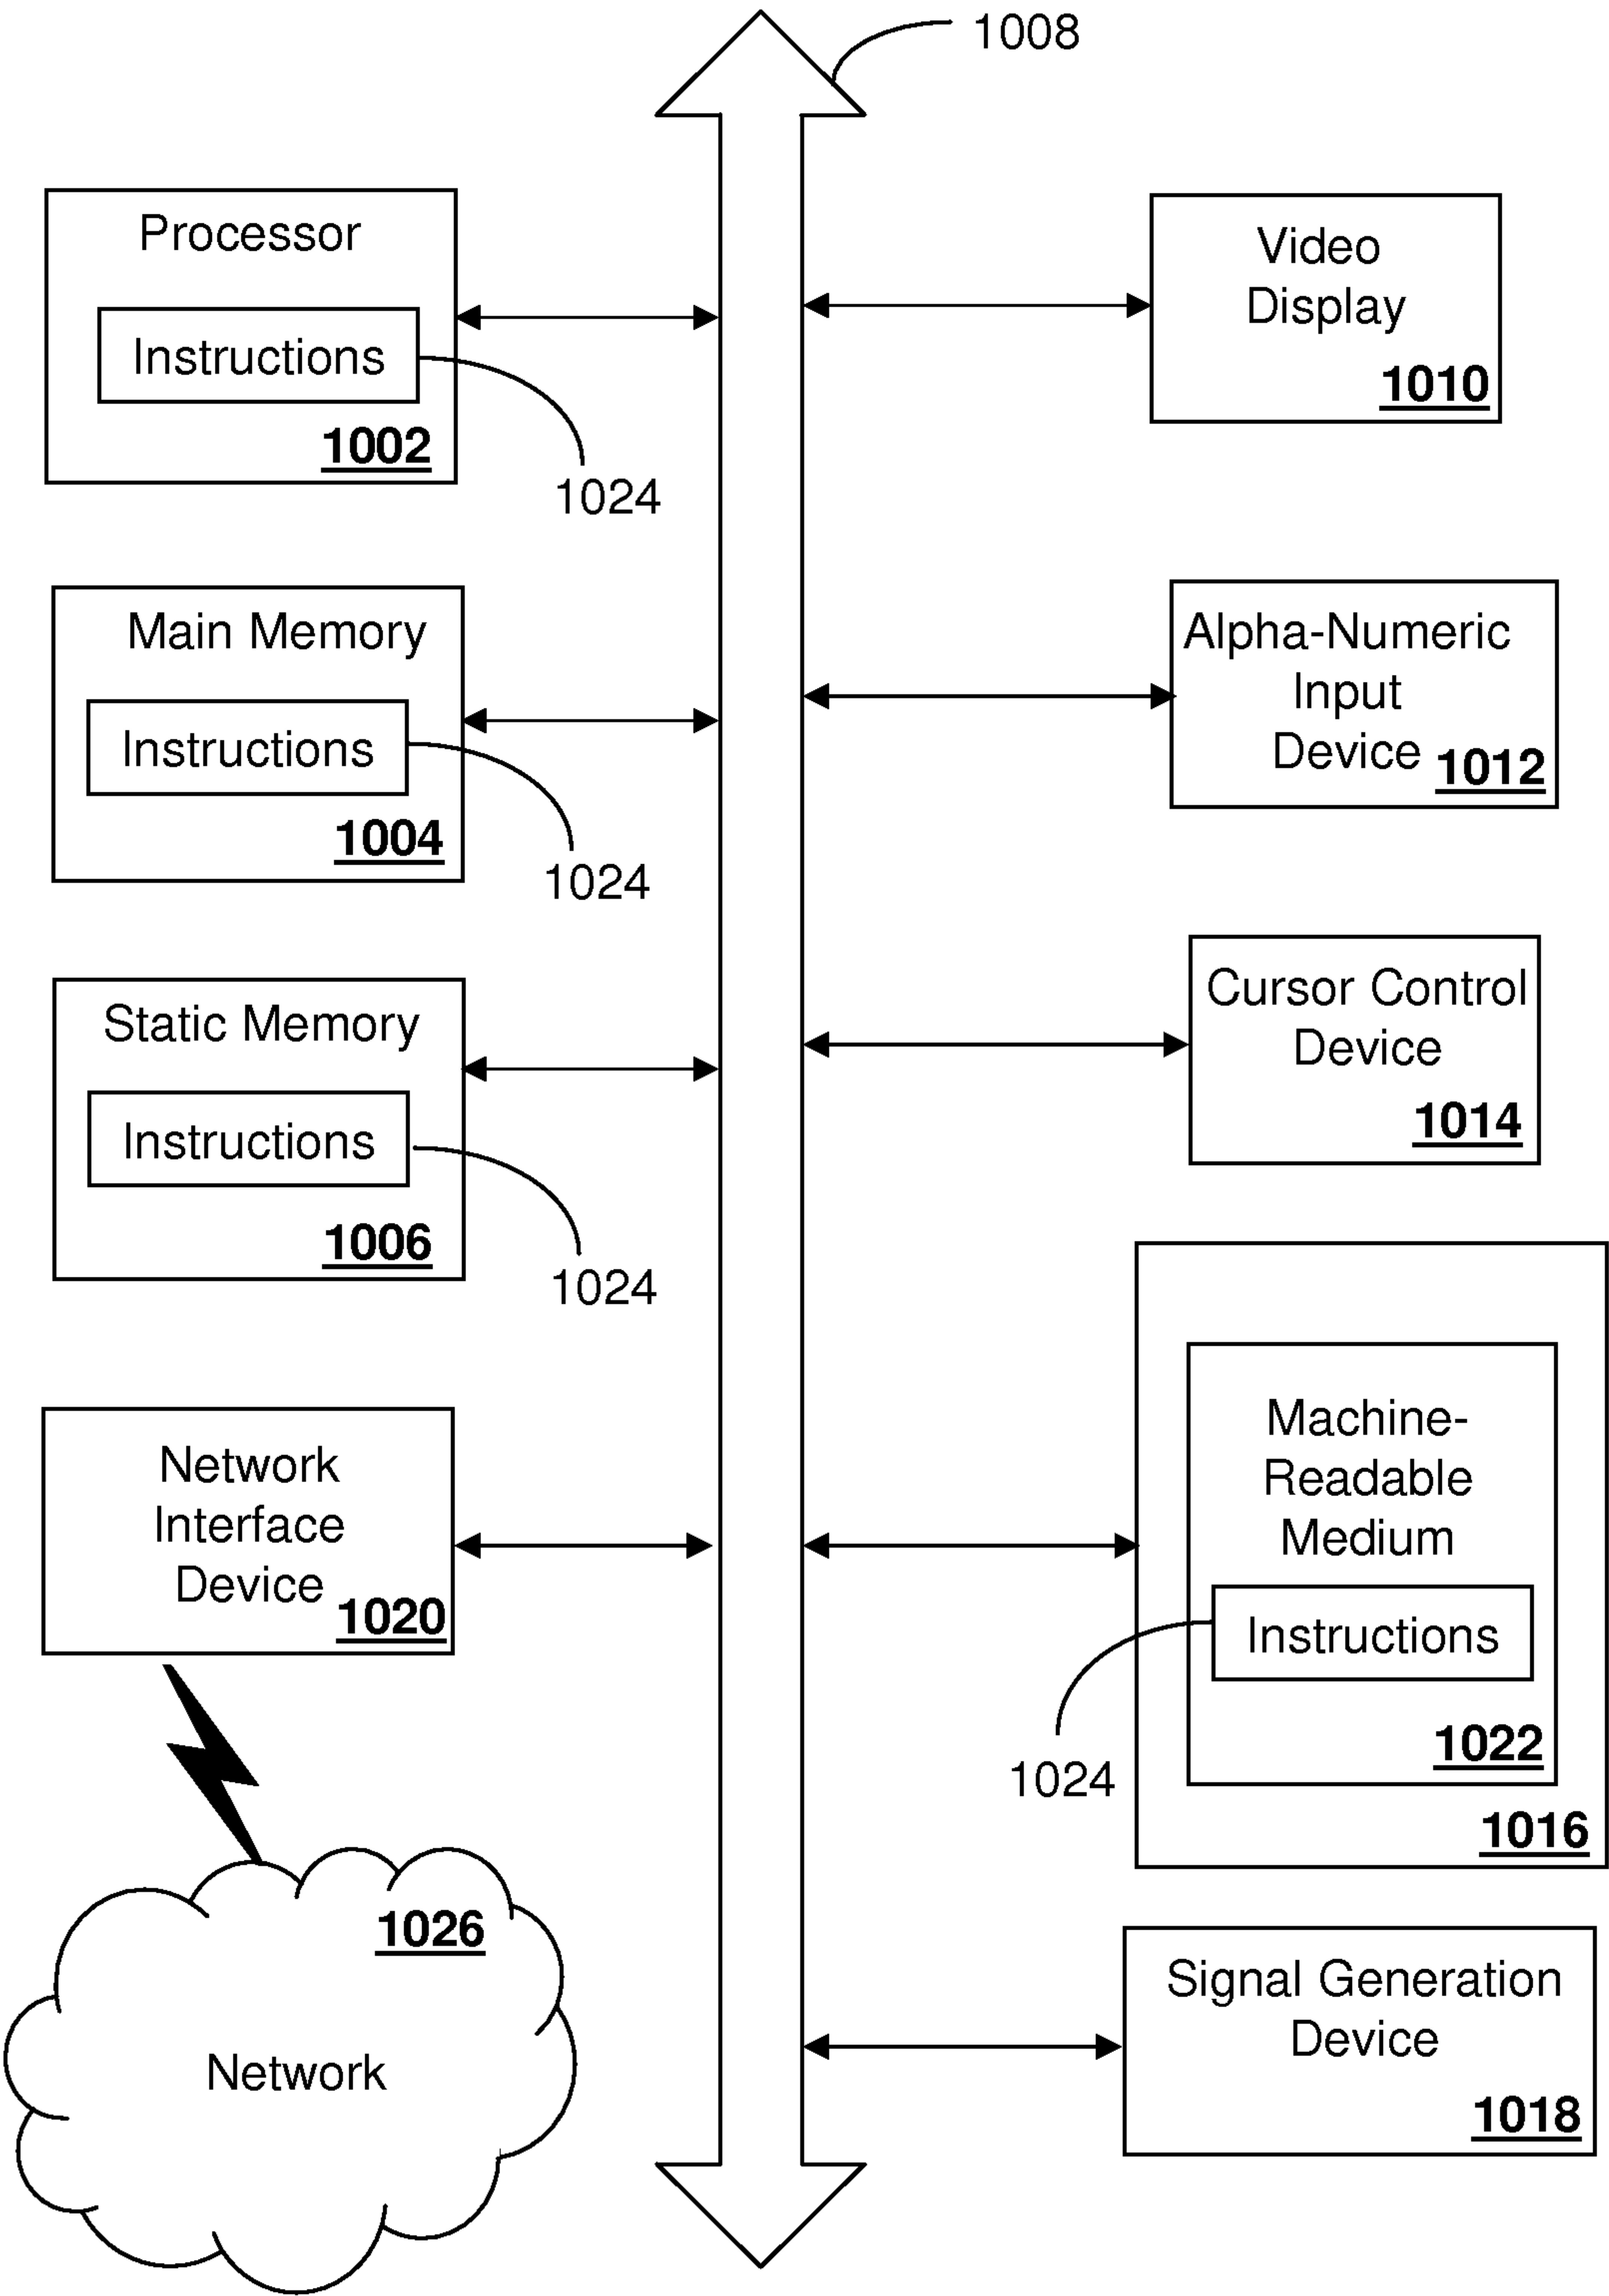 1008
Processor
Instructions
1002
1024
Main Memory
Instructions
1004
1024
Static Memory
Instructions
1006
1024
Network
Interface
Device
1020
1026
Network
Video
Display
1010
Alpha-Numeric
Input
Device 1012
Cursor Control
Device
1014
Machine-
Readable
Medium
Instructions
1022
1024
1016
Signal Generation
Device
1018